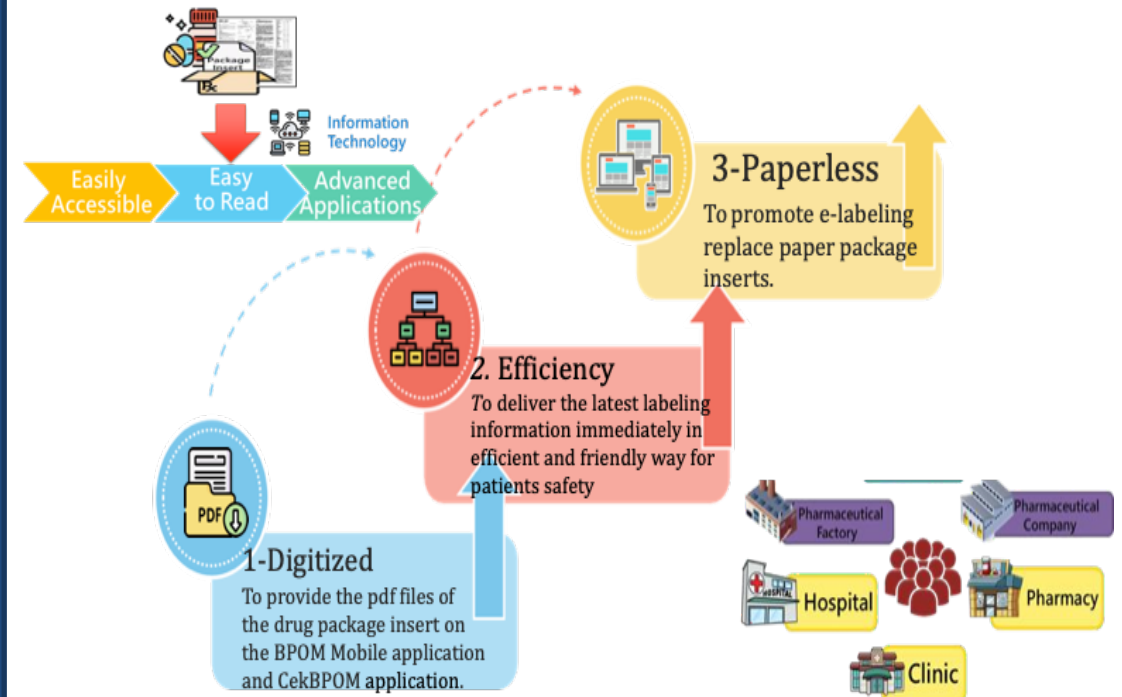 Package
Insert
Rx
Information
Technology
Easily
Accessible
Easy
to Read
Advanced
Applications
3-Paperless
To promote e-labeling
replace paper package
inserts.
2. Efficiency
To deliver the latest labeling
information immediately in
efficient and friendly way for
patients safety
PDF
1-Digitized
To provide the pdf files of
the drug package insert on
the BPOM Mobile application
and CekBPOM application.
Pharmaceutical
Factory
Pharmaceutical
Company
HOSPITAL
Hospital
Pharmacy
Clinic